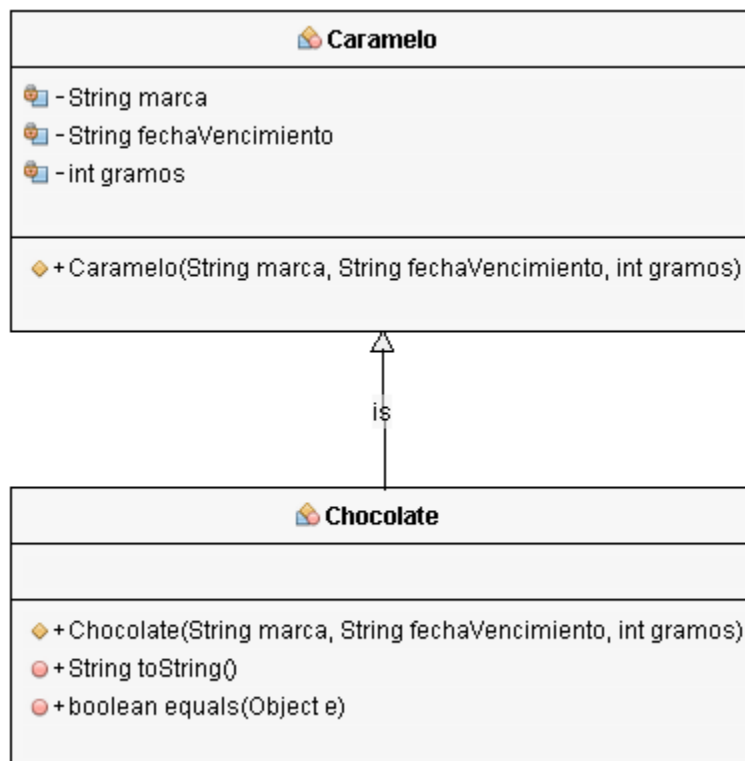 Caramelo
-String marca
-String fechaVencimiento
-int gramos
+Caramelo(String marca, String fechaVencimiento, int gramos)
is
Chocolate
+Chocolate(String marca, String fechaVencimiento, int gramos)
+String toString()
+boolean equals(Object e)